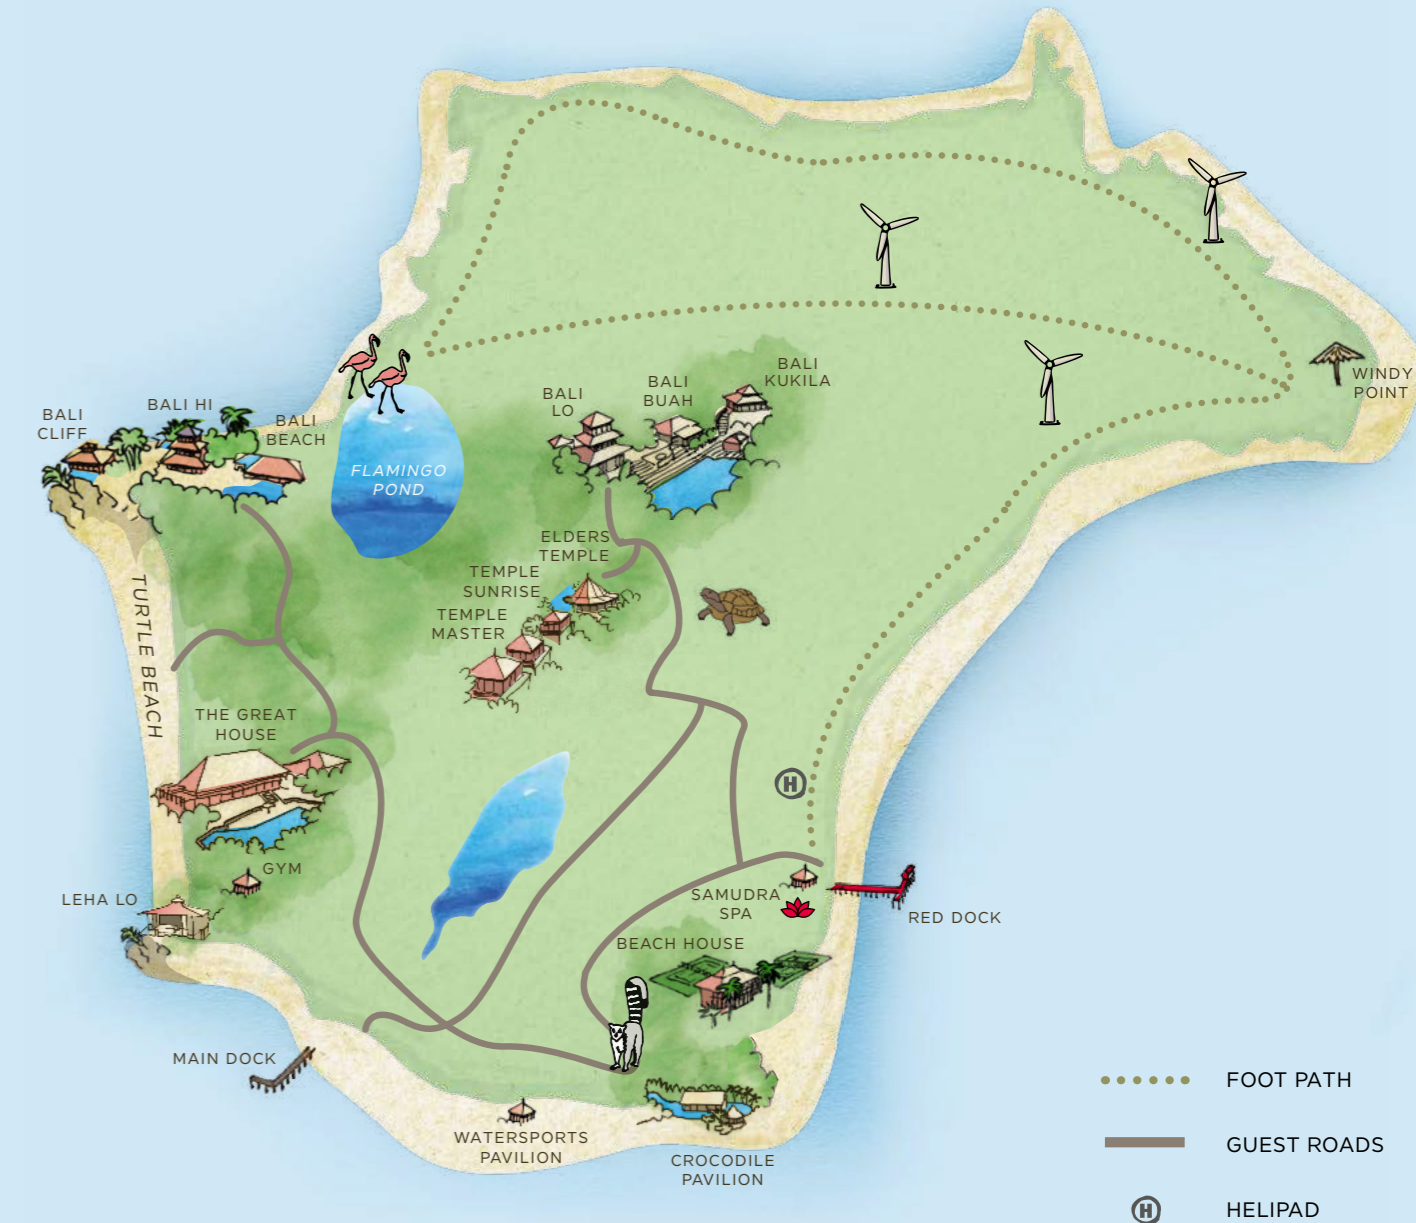 BALI
KUKILA
BALI
BUAH
BALI
LO
WINDY
POINT
BALI HI
BALI
CLIFF
BALI
BEACH
FLAMINGO
POND
ELDERS
TEMPLE
TEMPLE
SUNRISE
TEMPLE
MASTER
TURTLE BEACH
THE GREAT
HOUSE
H
GYM
LEHA LO
SAMUDRA
SPA
RED DOCK
BEACH HOUSE
MAIN DOCK
WATERSPORTS
PAVILION
CROCODILE
PAVILION
FOOT PATH
GUEST ROADS
H HELIPAD